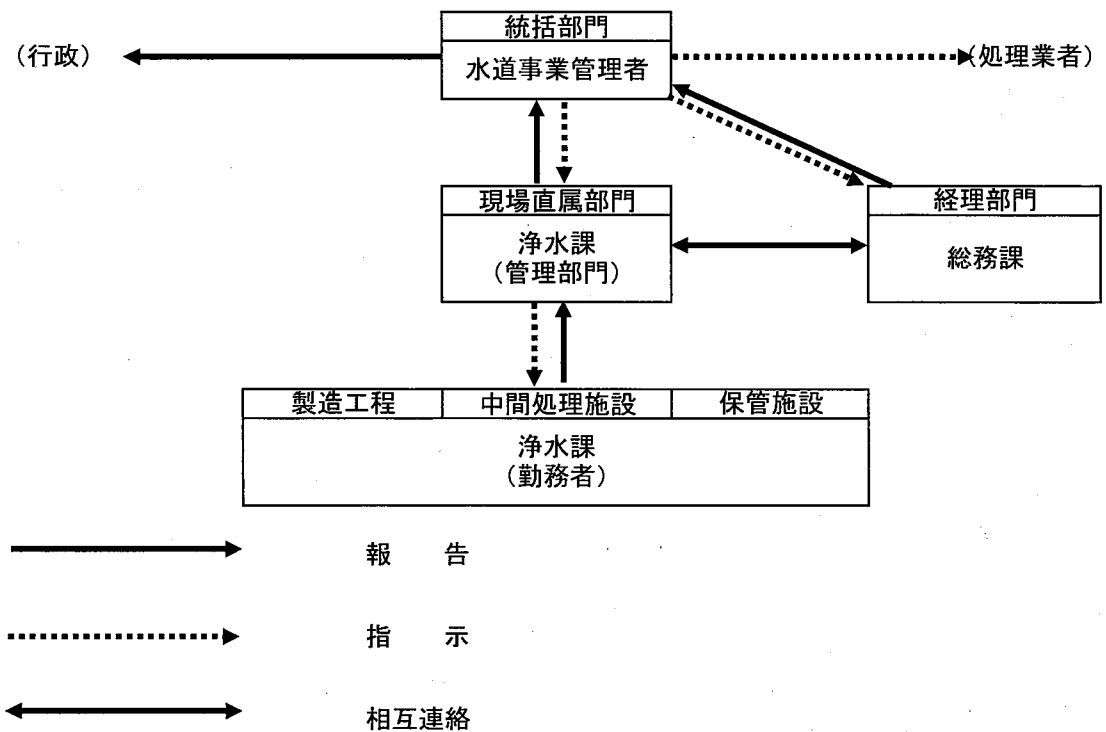 統括部門
(行政)
水道事業管理者
(処理業者)
現場直属部門
浄水課
(管理部門)
経理部門
総務課
製造工程
中間処理施設
保管施設
浄水課
(勤務者)
報 告
指 示
相互連絡